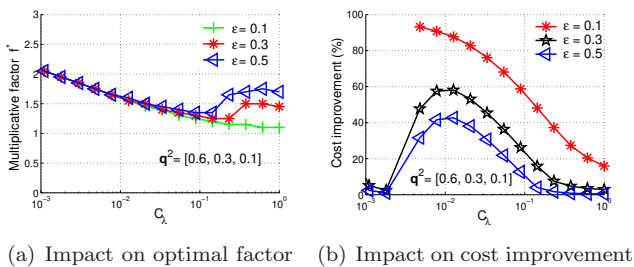 3
2.5
2
1.5
1
0.5
0
Multiplicative factor ε*
ε = 0.1
ε = 0.3
ε = 0.5
q² = [0.6, 0.3, 0.1]
10⁻³
10⁻²
10⁻¹
10⁰
C_λ
(a) Impact on optimal factor
100
80
60
40
20
0
Cost improvement (%)
ε = 0.1
ε = 0.3
ε = 0.5
q² = [0.6, 0.3, 0.1]
10⁻³
10⁻²
10⁻¹
10⁰
C_λ
(b) Impact on cost improvement